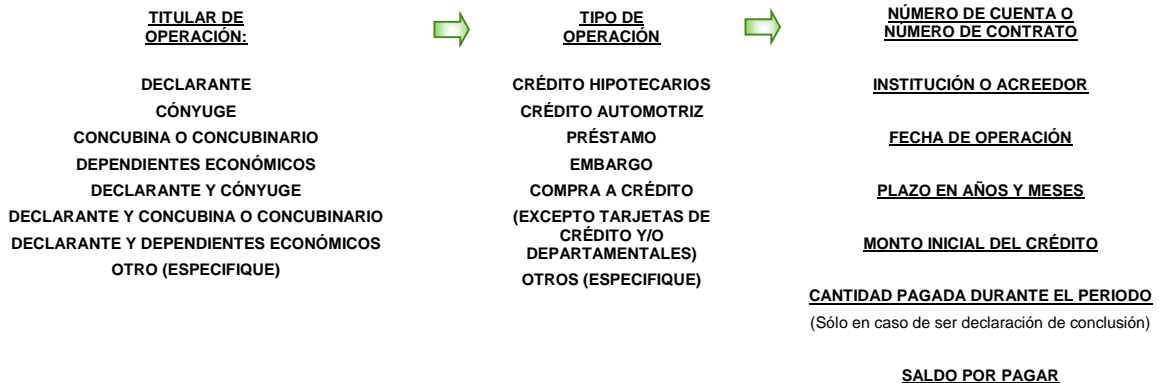 TITULAR DE
OPERACIÓN:
DECLARANTE
CÓNYUGE
CONCUBINA O CONCUBINARIO
DEPENDIENTES ECONÓMICOS
DECLARANTE Y CÓNYUGE
DECLARANTE Y CONCUBINA O CONCUBINARIO
DECLARANTE Y DEPENDIENTES ECONÓMICOS
OTRO (ESPECIFIQUE)
TIPO DE
OPERACIÓN
CRÉDITO HIPOTECARIOS
CRÉDITO AUTOMOTRIZ
PRÉSTAMO
EMBARGO
COMPRA A CRÉDITO
(EXCEPTO TARJETAS DE
CRÉDITO Y/O
DEPARTAMENTALES)
OTROS (ESPECIFIQUE)
NÚMERO DE CUENTA O
NÚMERO DE CONTRATO
INSTITUCIÓN O ACREEDOR
FECHA DE OPERACIÓN
PLAZO EN AÑOS Y MESES
MONTO INICIAL DEL CRÉDITO
CANTIDAD PAGADA DURANTE EL PERIODO
(Sólo en caso de ser declaración de conclusión)
SALDO POR PAGAR